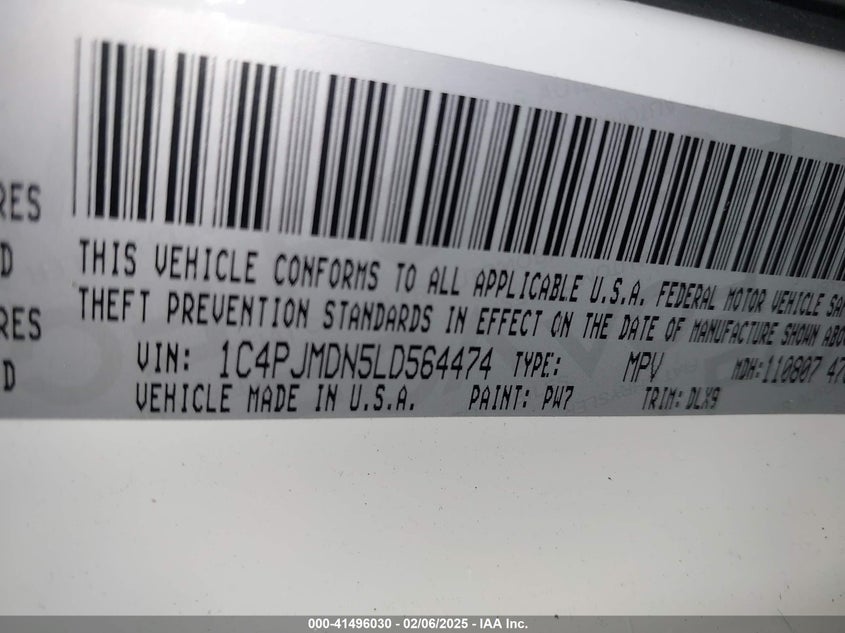 RES
D
RES
D
THIS VEHICLE CONFORMS TO ALL APPLICABLE U.S.A. FEDERAL MOTOR VEHICLE SAF
THEFT PREVENTION STANDARDS IN EFFECT ON THE DATE OF MANUFACTURE SHOWN ABO
VIN: 1C4PJMDN5LD564474 TYPE: MPV MDH:110807 47
VEHICLE MADE IN U.S.A. PAINT: PW7 TRIM: DLX9
000-41496030 - 02/06/2025 - IAA Inc.